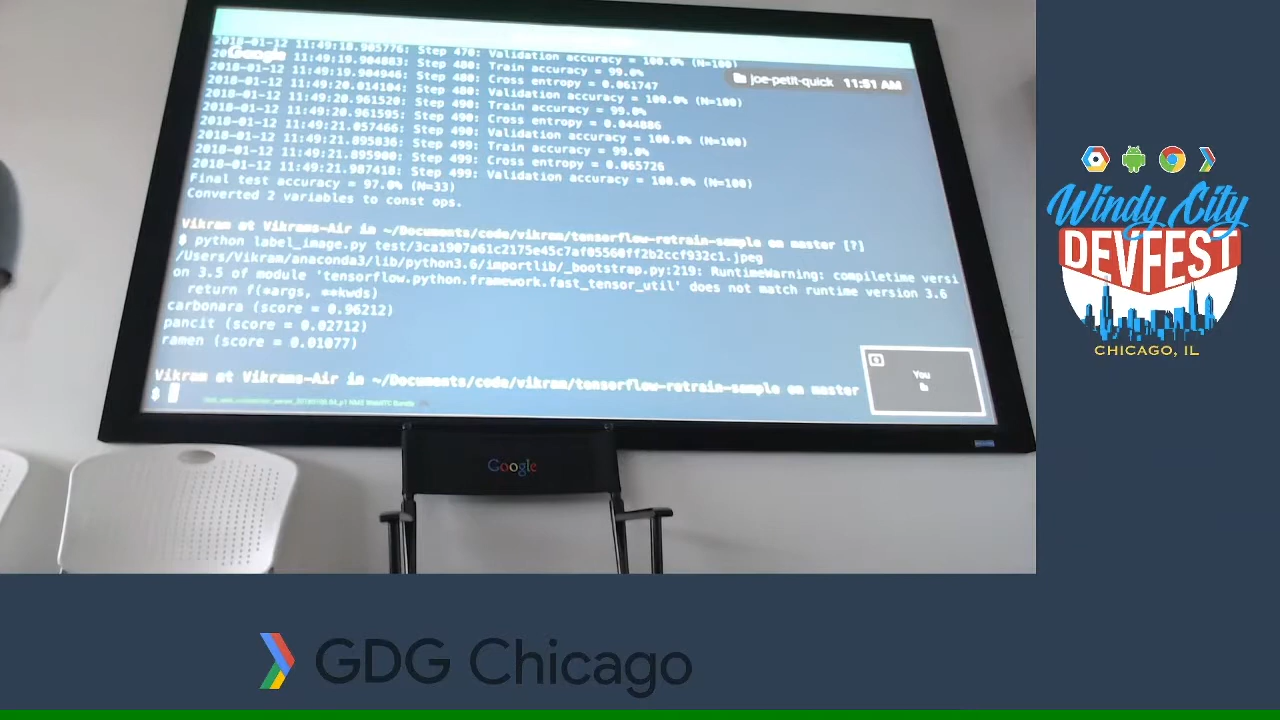 2018-01-12 11:49:18.905776: Step 470: Validation accuracy = 100.0% (N=100)
Google
11:49:19.904883: Step 480: Train accuracy = 99.0%
2018-01-12 11:49:19.904946: Step 480: Cross entropy = 0.061747
joe-petit-quick 11:51 AM
2018-01-12 11:49:20.014104: Step 480: Validation accuracy = 100.0% (N=100)
2018-01-12 11:49:20.961520: Step 490: Train accuracy = 99.0%
2018-01-12 11:49:20.961595: Step 490: Cross entropy = 0.044886
2018-01-12 11:49:21.057466: Step 490: Validation accuracy = 100.0% (N=100)
2018-01-12 11:49:21.895836: Step 499: Train accuracy = 99.0%
2018-01-12 11:49:21.895900: Step 499: Cross entropy = 0.065726
2018-01-12 11:49:21.987418: Step 499: Validation accuracy = 100.0% (N=100)
Final test accuracy = 97.0% (N=33)
Converted 2 variables to const ops.
Vikram at Vikrams-Air in ~/Documents/code/vikram/tensorflow-retrain-sample on master [?]
$ python label_image.py test/3ca1907a61c2175e45c7af05560ff2b2ccf932c1.jpeg
/Users/Vikram/anaconda3/lib/python3.6/importlib/_bootstrap.py:219: RuntimeWarning: compiletime versi
on 3.5 of module 'tensorflow.python.framework.fast_tensor_util' does not match runtime version 3.6
return f(*args, **kwds)
carbonara (score = 0.96212)
pancit (score = 0.02712)
ramen (score = 0.01077)
Vikram at Vikrams-Air in ~/Documents/code/vikram/tensorflow-retrain-sample on master
$
You
Google
Windy City
DEVFEST
CHICAGO, IL
GDG Chicago